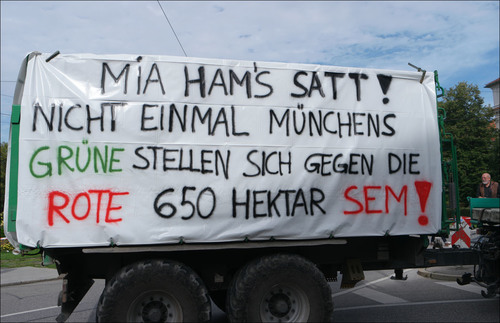 MiA HAM'S SATT!
NICHT EINMAL MÜNCHENS
GRÜNE STELLEN SICH GEGEN DIE
ROTE 650 HEKTAR SEM!